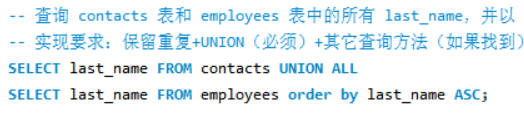 -- 查询 contacts 表和 employees 表中的所有 last_name，并以
-- 实现要求：保留重复+UNION（必须）+其它查询方法（如果找到）
SELECT last_name FROM contacts UNION ALL
SELECT last_name FROM employees order by last_name ASC;